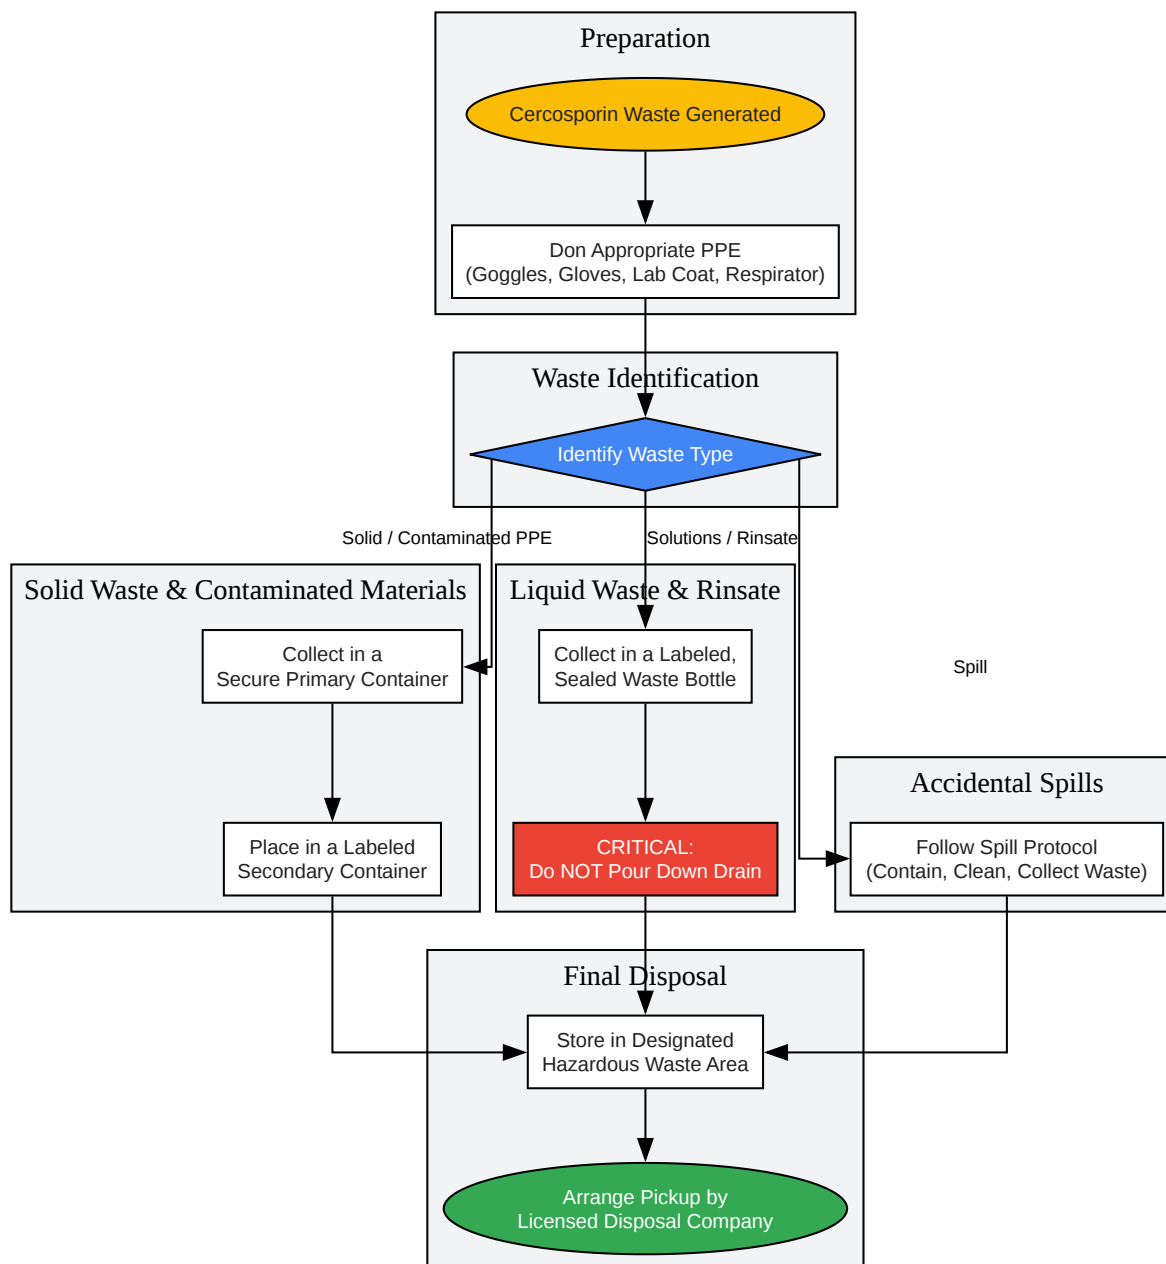 Preparation
Cercosporin Waste Generated
Don Appropriate PPE
(Goggles, Gloves, Lab Coat, Respirator)
Waste Identification
Identify Waste Type
Solid / Contaminated PPE
Solutions / Rinsate
Spill
Solid Waste & Contaminated Materials
Collect in a
Secure Primary Container
Place in a Labeled
Secondary Container
Liquid Waste & Rinsate
Collect in a Labeled,
Sealed Waste Bottle
CRITICAL:
Do NOT Pour Down Drain
Accidental Spills
Follow Spill Protocol
(Contain, Clean, Collect Waste)
Final Disposal
Store in Designated
Hazardous Waste Area
Arrange Pickup by
Licensed Disposal Company